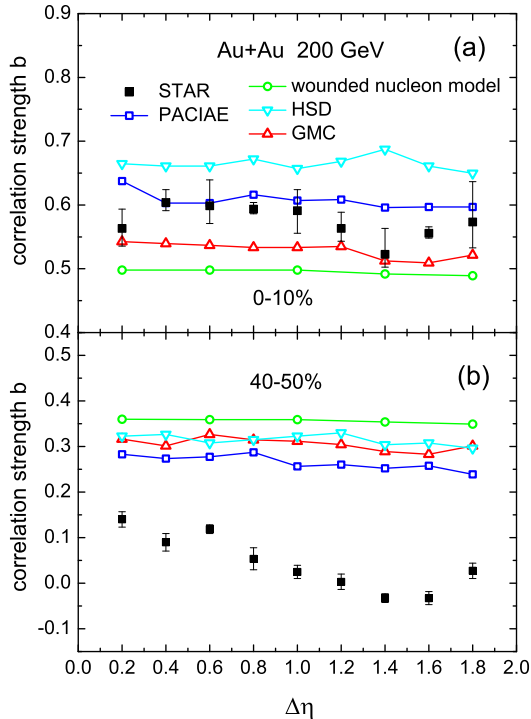 0.9
Au+Au 200 GeV (a)
STAR
PACIAE
wounded nucleon model
HSD
GMC
0.8
0.7
0.6
0.5
0.4
correlation strength b
0-10%
40-50%
(b)
0.5
0.4
0.3
0.2
0.1
0.0
-0.1
correlation strength b
0.0 0.2 0.4 0.6 0.8 1.0 1.2 1.4 1.6 1.8 2.0
Δη